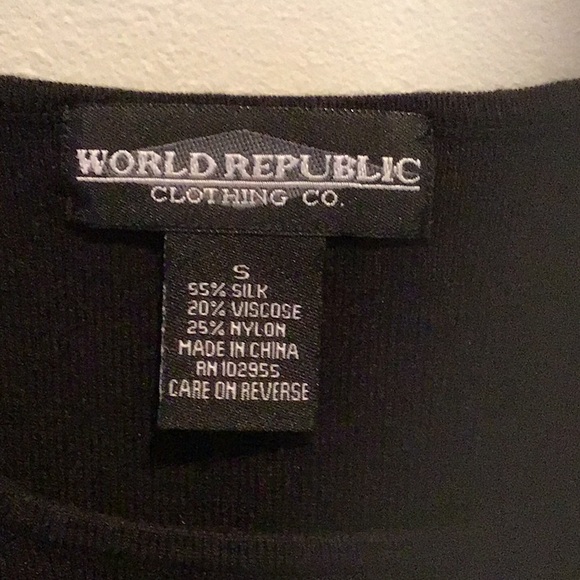 WORLD REPUBLIC
CLOTHING CO.
S
55% SILK
20% VISCOSE
25% NYLON
MADE IN CHINA
RN 102955
CARE ON REVERSE